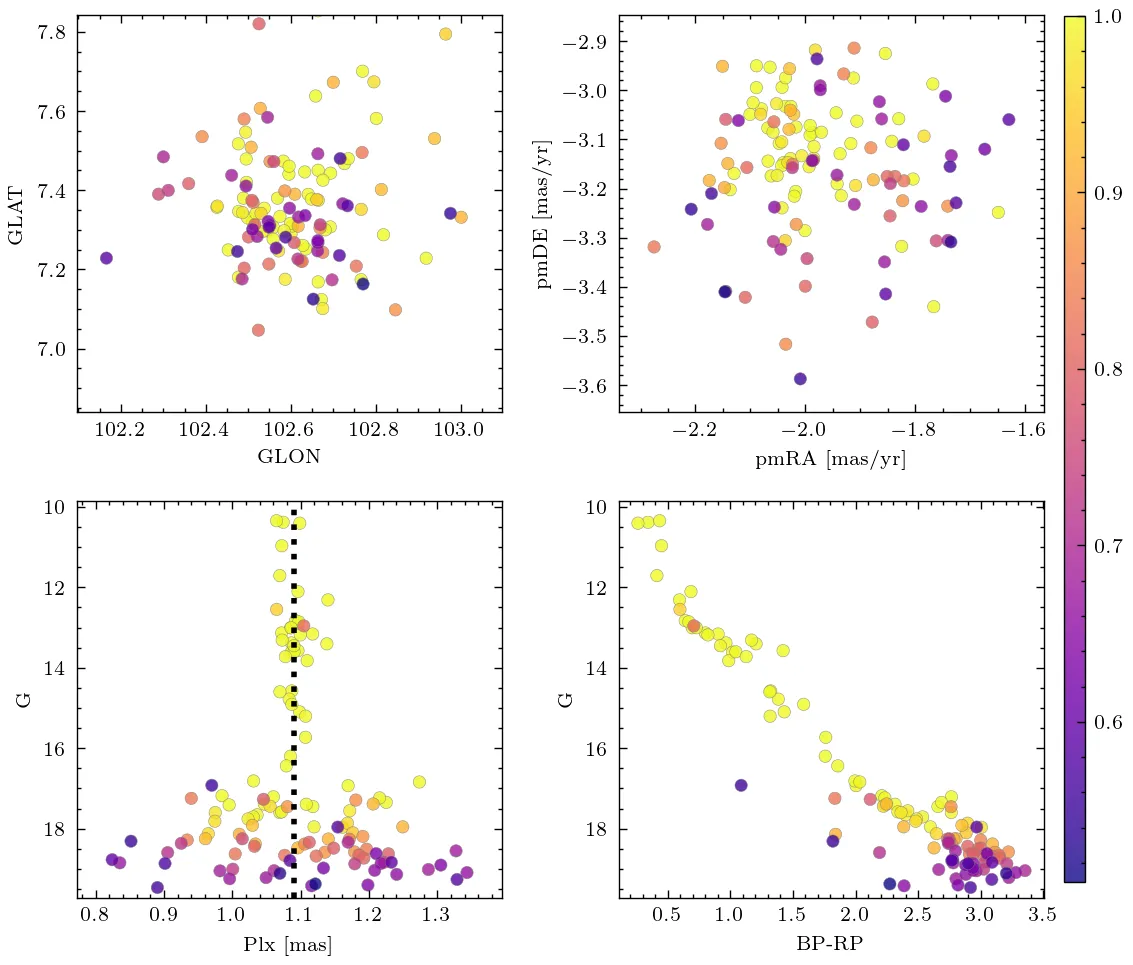 7.8
7.6
7.4
7.2
7.0
GLAT
102.2 102.4 102.6 102.8 103.0
GLON
−2.9
−3.0
−3.1
−3.2
−3.3
−3.4
−3.5
−3.6
pmDE [mas/yr]
−2.2 −2.0 −1.8 −1.6
pmRA [mas/yr]
10
12
14
16
18
G
0.8 0.9 1.0 1.1 1.2 1.3
Plx [mas]
10
12
14
16
18
G
0.5 1.0 1.5 2.0 2.5 3.0 3.5
BP-RP
1.0
0.9
0.8
0.7
0.6